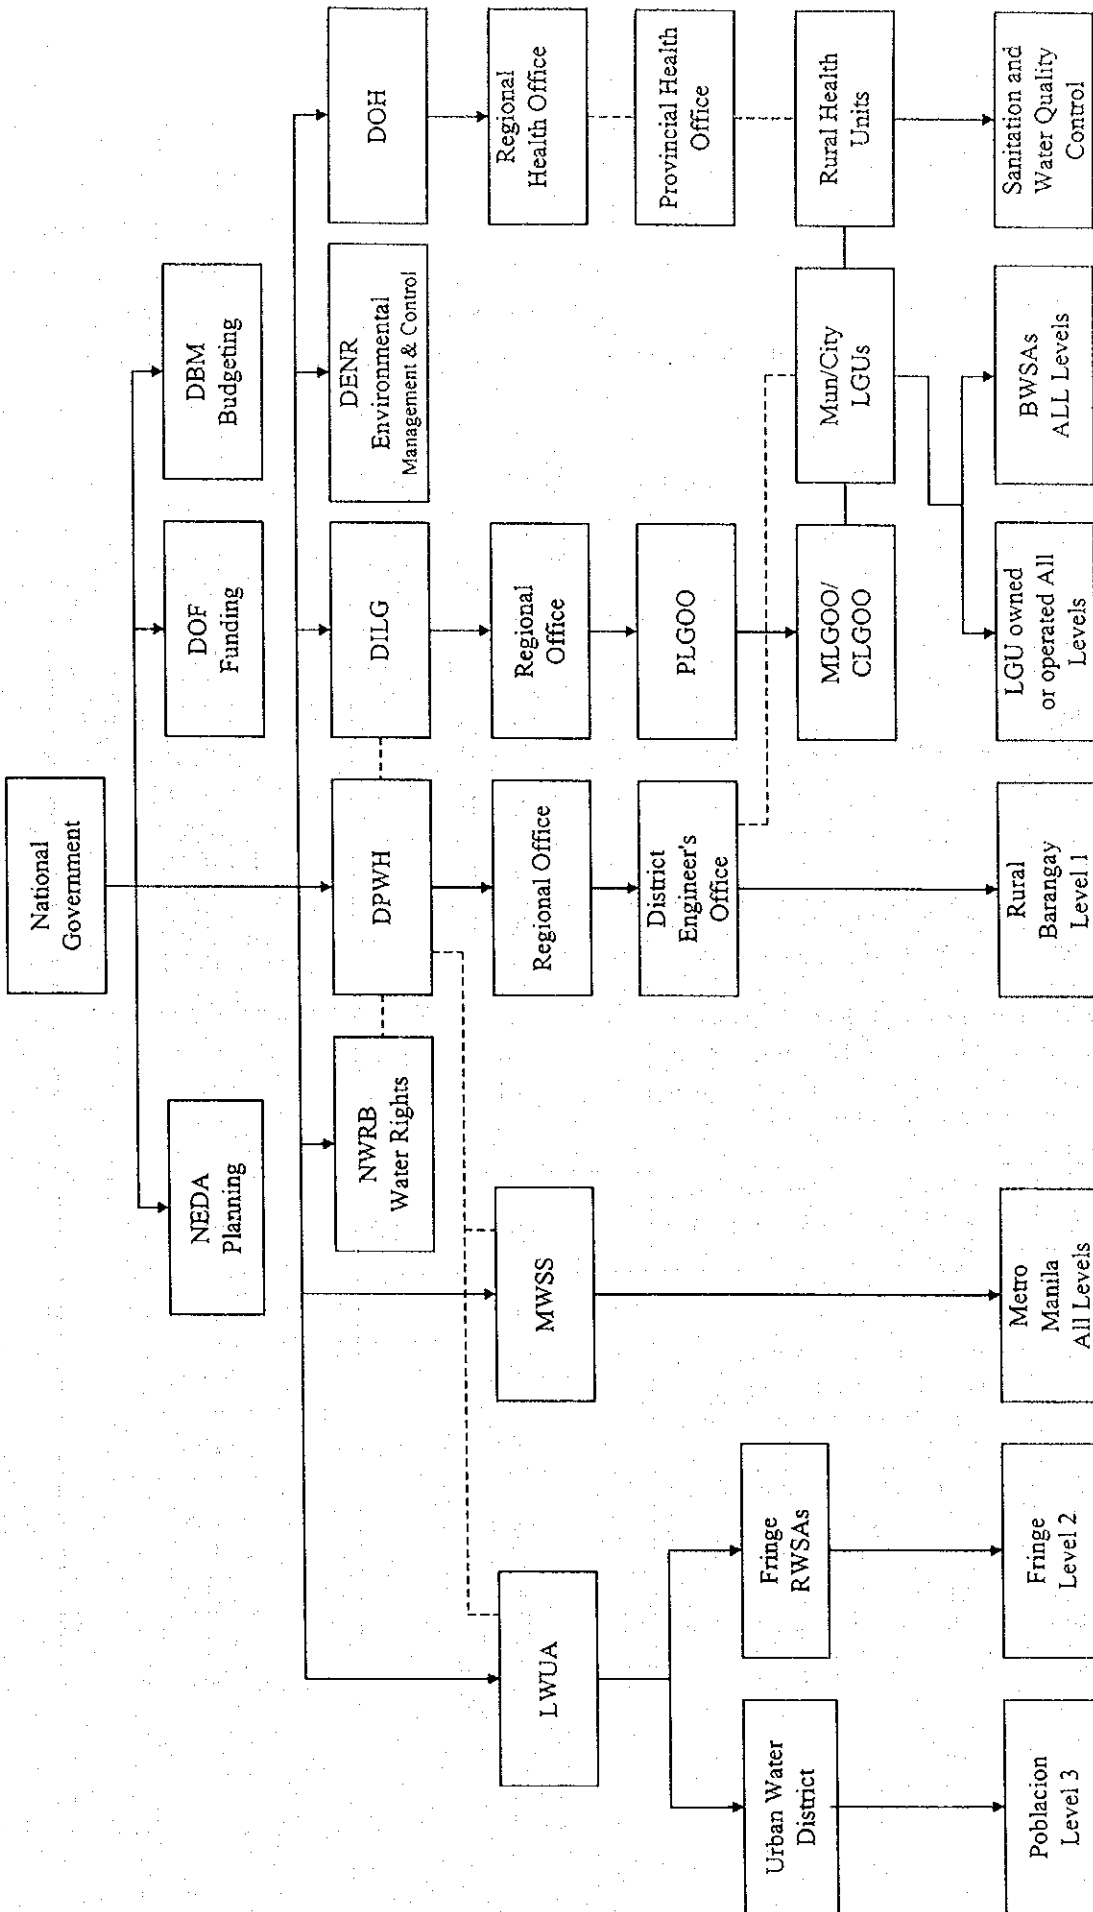 National
Government
NEDA
Planning
DOF
Funding
DBM
Budgeting
NWRB
Water Rights
DPWH
DILG
DENR
Environmental
Management & Control
DOH
LWUA
MWSS
Regional Office
Regional
Office
Regional
Health Office
District
Engineer's
Office
PLGOO
Provincial Health
Office
Urban Water
District
Fringe
RWSAs
MLGOO/
CLGOO
Mun/City
LGUs
Rural Health
Units
Poblacion
Level 3
Fringe
Level 2
Metro
Manila
All Levels
Rural
Barangay
Level 1
LGU owned
or operated All
Levels
BWSAs
ALL Levels
Sanitation and
Water Quality
Control